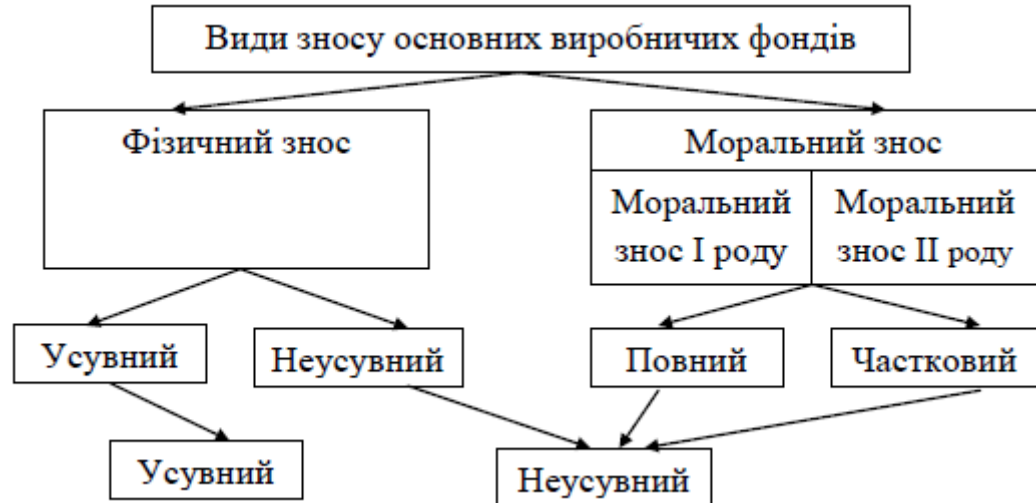 Види зносу основних виробничих фондів
Фізичний знос
Моральний знос
Моральний
знос І роду
Моральний
знос ІІ роду
Усувний
Неусувний
Повний
Частковий
Усувний
Неусувний